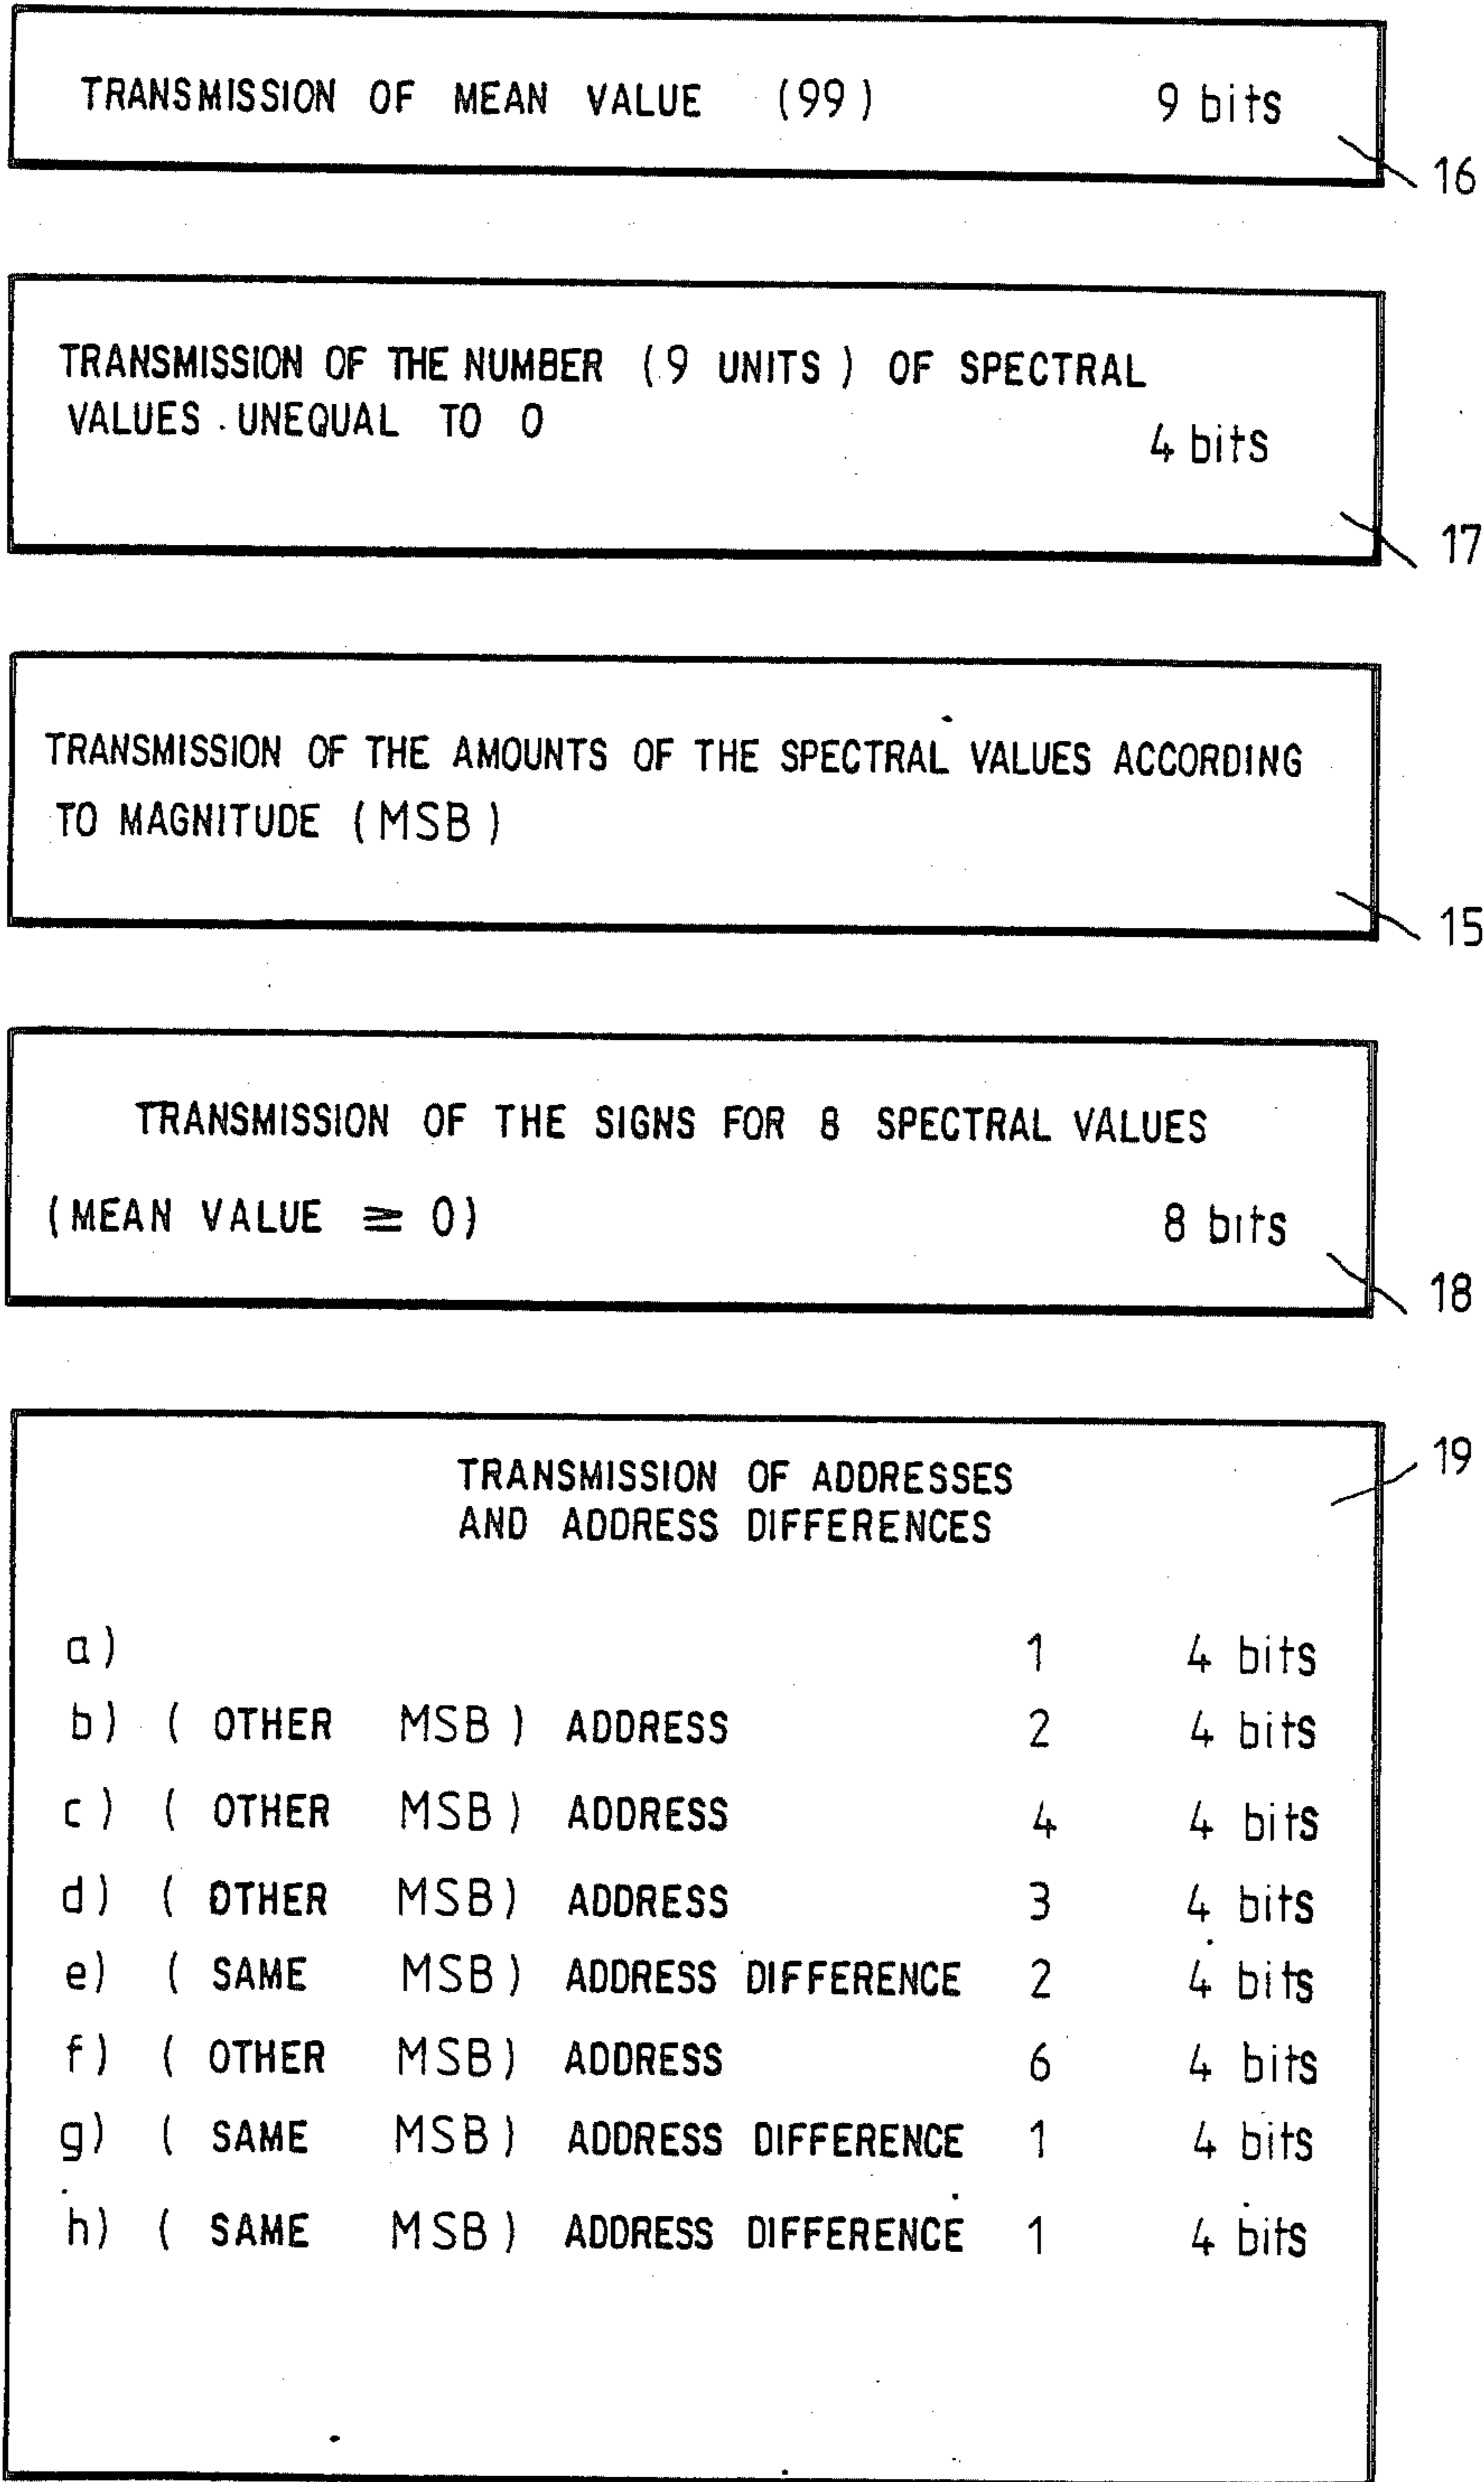 TRANSMISSION OF MEAN VALUE (99) 9 bits
16
TRANSMISSION OF THE NUMBER (9 UNITS) OF SPECTRAL
VALUES UNEQUAL TO 0
4 bits
17
TRANSMISSION OF THE AMOUNTS OF THE SPECTRAL VALUES ACCORDING
TO MAGNITUDE (MSB)
15
TRANSMISSION OF THE SIGNS FOR 8 SPECTRAL VALUES
(MEAN VALUE ≧ 0) 8 bits
18
19
TRANSMISSION OF ADDRESSES
AND ADDRESS DIFFERENCES
a) 1 4 bits
b) (OTHER MSB) ADDRESS 2 4 bits
c) (OTHER MSB) ADDRESS 4 4 bits
d) (OTHER MSB) ADDRESS 3 4 bits
e) (SAME MSB) ADDRESS DIFFERENCE 2 4 bits
f) (OTHER MSB) ADDRESS 6 4 bits
g) (SAME MSB) ADDRESS DIFFERENCE 1 4 bits
h) (SAME MSB) ADDRESS DIFFERENCE 1 4 bits